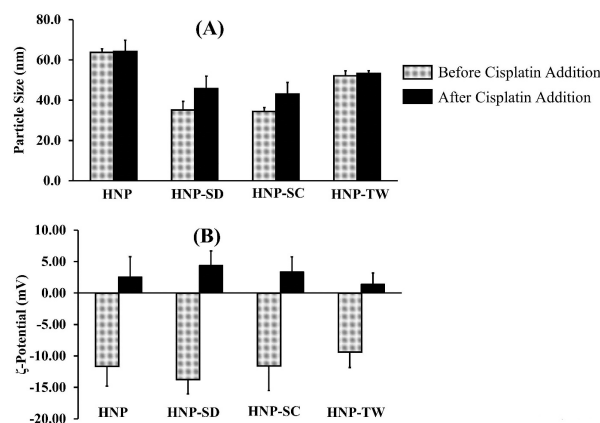 (A)
80.0
60.0
40.0
20.0
0.0
Particle Size (nm)
HNP HNP-SD HNP-SC HNP-TW
Before Cisplatin Addition
After Cisplatin Addition
(B)
10.00
5.00
0.00
-5.00
-10.00
-15.00
-20.00
ζ-Potential (mV)
HNP HNP-SD HNP-SC HNP-TW